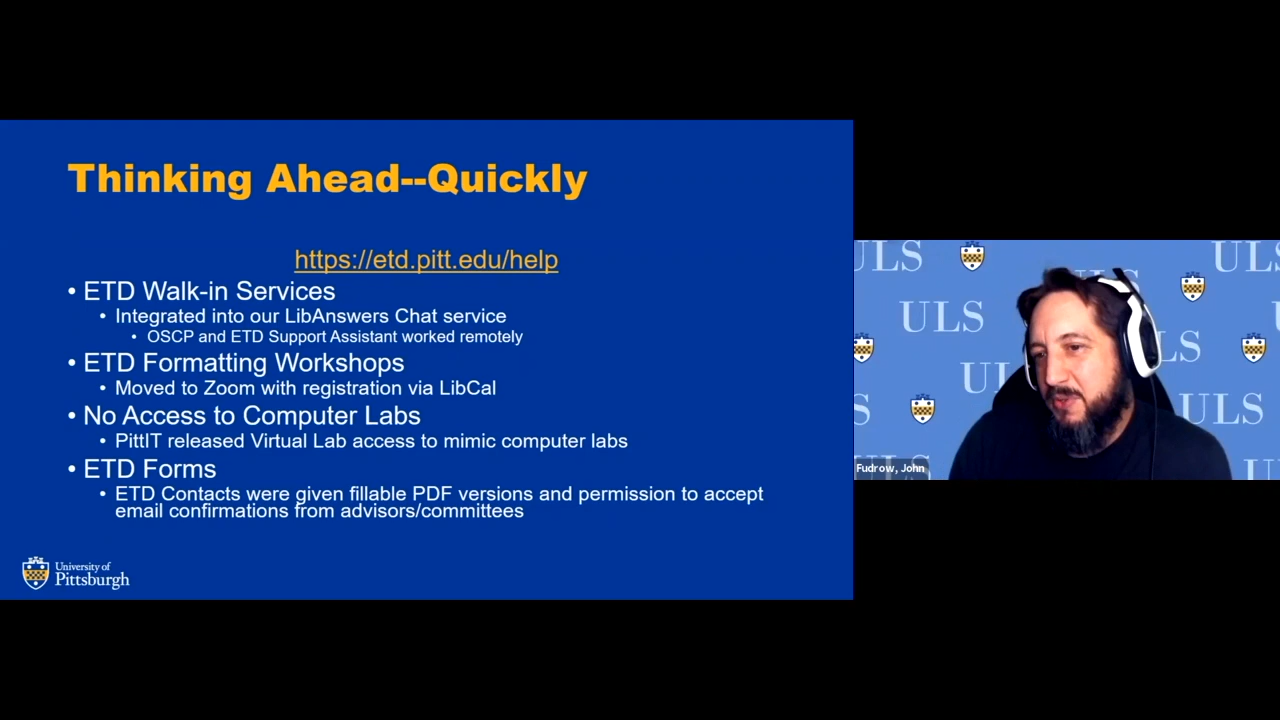 Thinking Ahead--Quickly
https://etd.pitt.edu/help
• ETD Walk-in Services
• Integrated into our LibAnswers Chat service
• OSCP and ETD Support Assistant worked remotely
• ETD Formatting Workshops
• Moved to Zoom with registration via LibCal
• No Access to Computer Labs
• PittIT released Virtual Lab access to mimic computer labs
• ETD Forms
• ETD Contacts were given fillable PDF versions and permission to accept
email confirmations from advisors/committees
University of
Pittsburgh
ULS
ULS
ULS
ULS
Fudrow, John